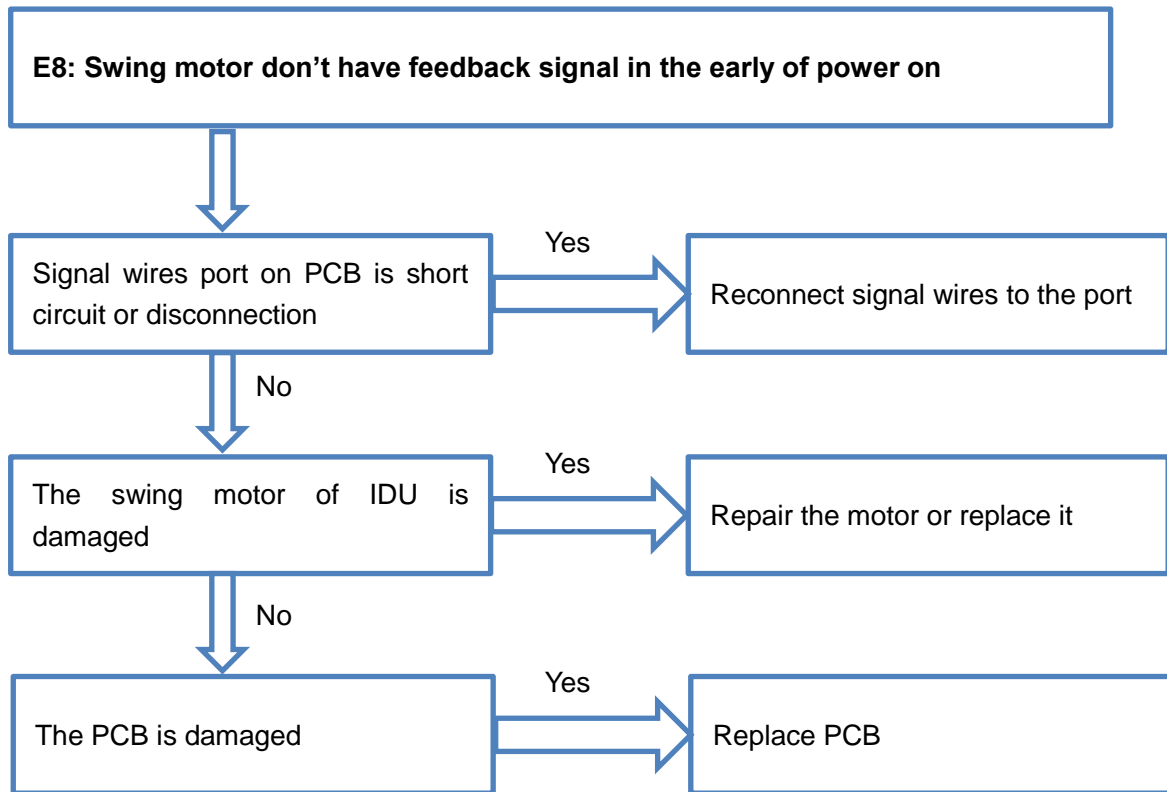 E8: Swing motor don’t have feedback signal in the early of power on
Yes
Signal wires port on PCB is short
circuit or disconnection
Reconnect signal wires to the port
No
Yes
The swing motor of IDU is
damaged
Repair the motor or replace it
No
Yes
The PCB is damaged
Replace PCB